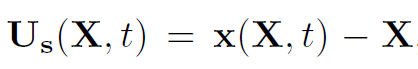 𝐔ₛ(𝐗, t) = 𝐱(𝐗, t) − 𝐗.